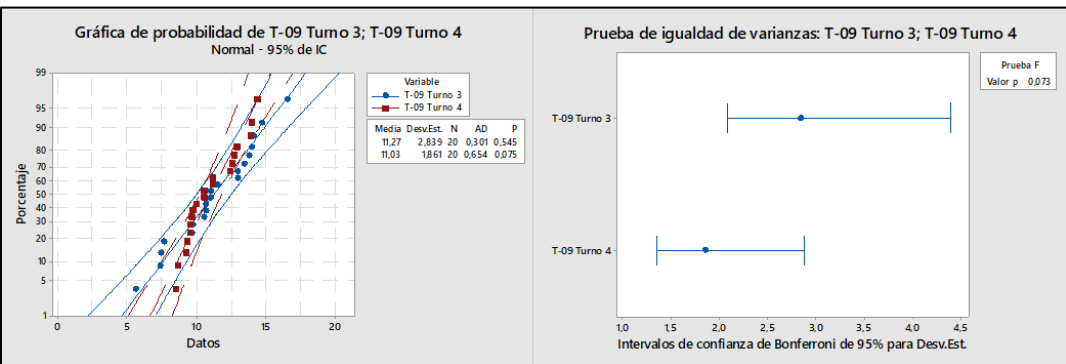 Gráfica de probabilidad de T-09 Turno 3; T-09 Turno 4
Normal - 95% de IC
99
95
90
80
70
60
50
40
30
20
10
5
1
Porcentaje
0 5 10 15 20
Datos
Variable
T-09 Turno 3
T-09 Turno 4
Media Desv.Est. N AD P
11,27 2,839 20 0,301 0,545
11,03 1,861 20 0,654 0,075
Prueba de igualdad de varianzas: T-09 Turno 3; T-09 Turno 4
Prueba F
Valor p 0,073
T-09 Turno 3
T-09 Turno 4
1,0 1,5 2,0 2,5 3,0 3,5 4,0 4,5
Intervalos de confianza de Bonferroni de 95% para Desv.Est.